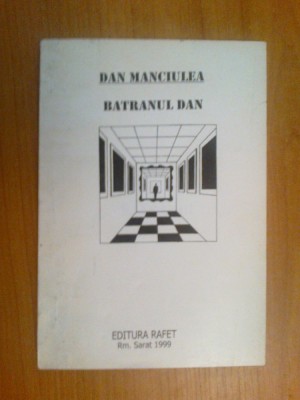 DAN MANCIULEA
BATRANUL DAN
EDITURA RAFET
Rm. Sarat 1999